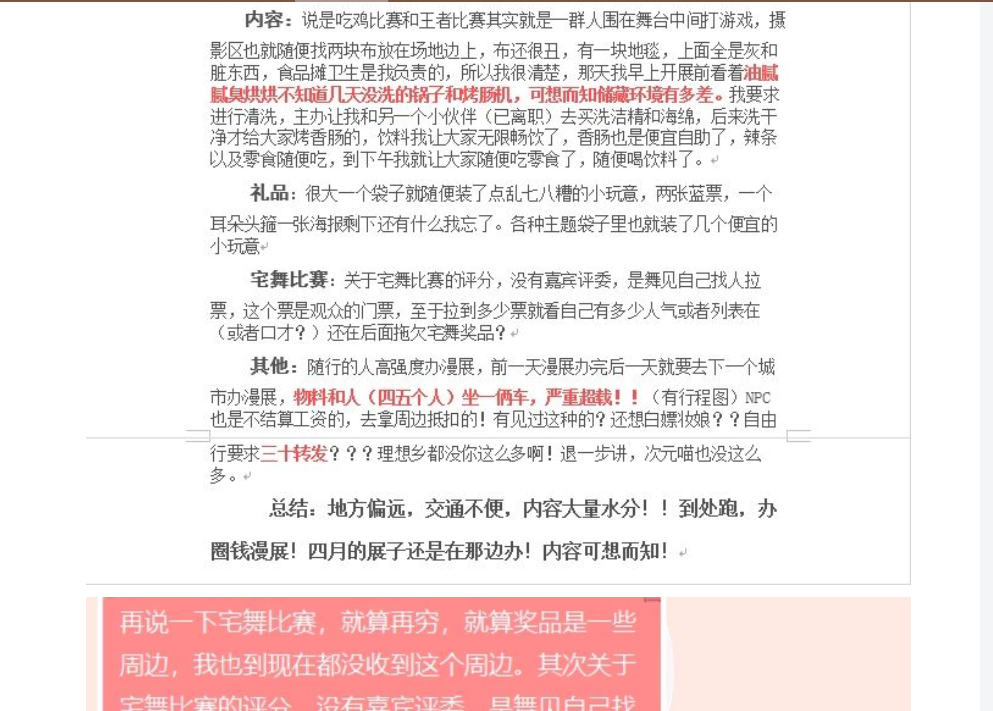 内容：说是吃鸡比赛和王者比赛其实就是一群人围在舞台中间打游戏，摄
影区也就随便找两块布放在场地边上，布还很丑，有一块地毯，上面全是灰和
脏东西，食品摊卫生是我负责的，所以我很清楚，那天我早上开展前看着油腻
腻臭烘烘不知道几天没洗的锅子和烤肠机，可想而知储藏环境有多差。我要求
进行清洗，主办让我和另一个小伙伴（已离职）去买洗洁精和海绵，后来洗干
净才给大家烤香肠的，饮料我让大家无限畅饮了，香肠也是便宜自助了，辣条
以及零食随便吃，到下午我就让大家随便吃零食了，随便喝饮料了。
礼品：很大一个袋子就随便装了点乱七八糟的小玩意，两张蓝票，一个
耳朵头箍一张海报剩下还有什么我忘了。各种主题袋子里也就装了几个便宜的
小玩意
宅舞比赛：关于宅舞比赛的评分，没有嘉宾评委，是舞见自己找人拉
票，这个票是观众的门票，至于拉到多少票就看自己有多少人气或者列表在
（或者口才？）还在后面拖欠宅舞奖品？
其他：随行的人高强度办漫展，前一天漫展办完后一天就要去下一个城
市办漫展，物料和人（四五个人）坐一俩车，严重超载！！（有行程图）NPC
也是不结算工资的，去拿周边抵扣的！有见过这种的？还想白嫖妆娘？？自由
行要求三十转发？？？理想乡都没你这么多啊！退一步讲，次元喵也没这么
多。
总结：地方偏远，交通不便，内容大量水分！！到处跑，办
圈钱漫展！四月的展子还是在那边办！内容可想而知！
再说一下宅舞比赛，就算再穷，就算奖品是一些
周边，我也到现在都没收到这个周边。其次关于
宅舞比赛的评分，没有嘉宾评委，是舞见自己找